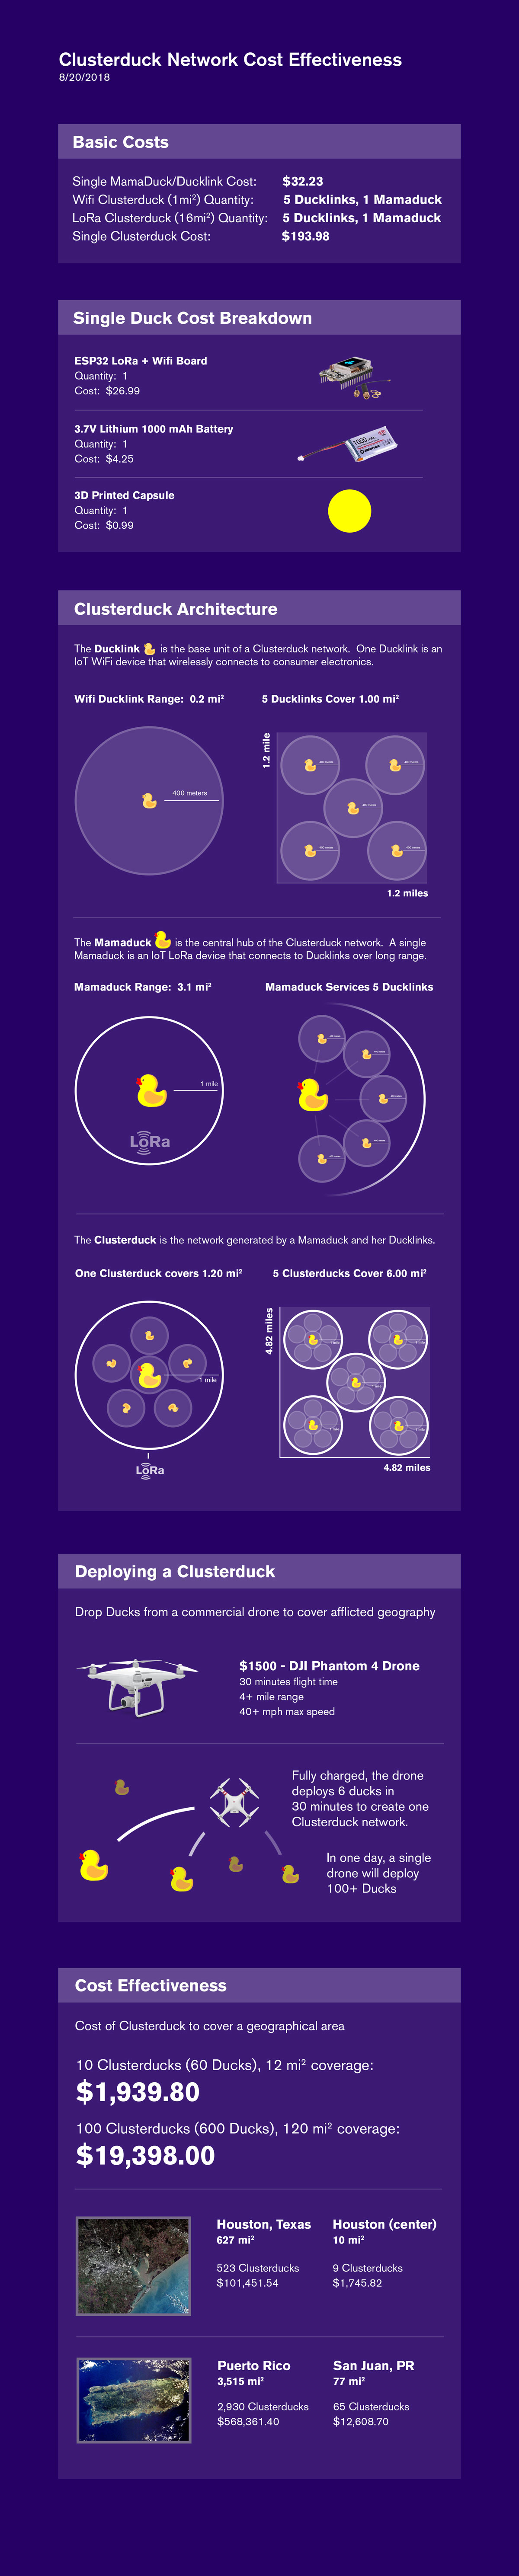 Clusterduck Network Cost Effectiveness
8/20/2018
Basic Costs
Single MamaDuck/Ducklink Cost: $32.23
Wifi Clusterduck (1mi²) Quantity: 5 Ducklinks, 1 Mamaduck
LoRa Clusterduck (16mi²) Quantity: 5 Ducklinks, 1 Mamaduck
Single Clusterduck Cost: $193.98
Single Duck Cost Breakdown
ESP32 LoRa + Wifi Board
Quantity: 1
Cost: $26.99
3.7V Lithium 1000 mAh Battery
Quantity: 1
Cost: $4.25
3D Printed Capsule
Quantity: 1
Cost: $0.99
Clusterduck Architecture
The Ducklink is the base unit of a Clusterduck network. One Ducklink is an
IoT WiFi device that wirelessly connects to consumer electronics.
Wifi Ducklink Range: 0.2 mi² 5 Ducklinks Cover 1.00 mi²
400 meters
1.2 mile
1.2 miles
The Mamaduck is the central hub of the Clusterduck network. A single
Mamaduck is an IoT LoRa device that connects to Ducklinks over long range.
Mamaduck Range: 3.1 mi² Mamaduck Services 5 Ducklinks
1 mile
LoRa
The Clusterduck is the network generated by a Mamaduck and her Ducklinks.
One Clusterduck covers 1.20 mi² 5 Clusterducks Cover 6.00 mi²
1 mile
LoRa
4.82 miles
4.82 miles
Deploying a Clusterduck
Drop Ducks from a commercial drone to cover afflicted geography
$1500 - DJI Phantom 4 Drone
30 minutes flight time
4+ mile range
40+ mph max speed
Fully charged, the drone
deploys 6 ducks in
30 minutes to create one
Clusterduck network.
In one day, a single
drone will deploy
100+ Ducks
Cost Effectiveness
Cost of Clusterduck to cover a geographical area
10 Clusterducks (60 Ducks), 12 mi² coverage:
$1,939.80
100 Clusterducks (600 Ducks), 120 mi² coverage:
$19,398.00
Houston, Texas
627 mi²
523 Clusterducks
$101,451.54
Houston (center)
10 mi²
9 Clusterducks
$1,745.82
Puerto Rico
3,515 mi²
2,930 Clusterducks
$568,361.40
San Juan, PR
77 mi²
65 Clusterducks
$12,608.70